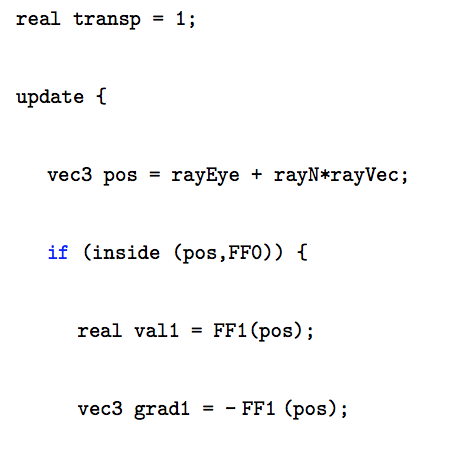 real transp = 1;
update {
vec3 pos = rayEye + rayN*rayVec;
if (inside (pos,FF0)) {
real val1 = FF1(pos);
vec3 grad1 = - FF1 (pos);